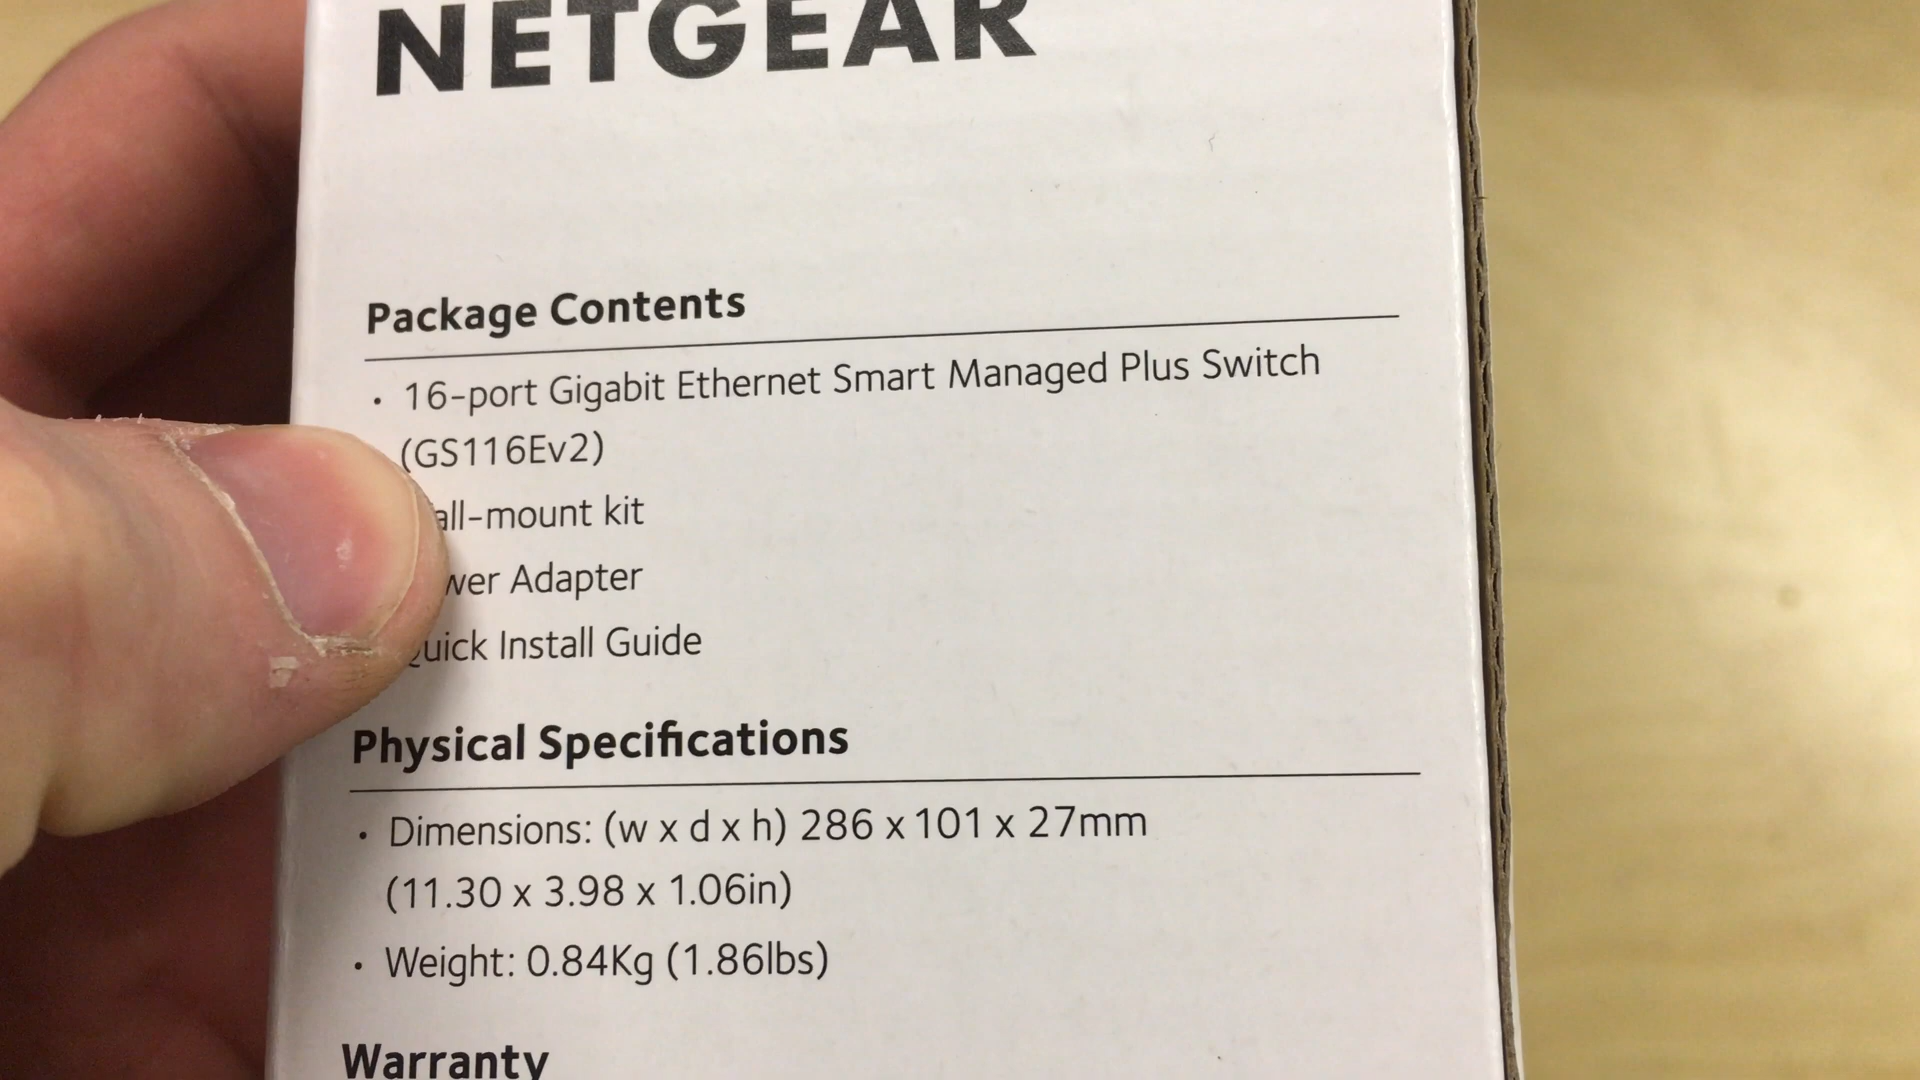 NETGEAR
Package Contents
· 16-port Gigabit Ethernet Smart Managed Plus Switch
(GS116Ev2)
all-mount kit
wer Adapter
Quick Install Guide
Physical Specifications
· Dimensions: (w x d x h) 286 x 101 x 27mm
(11.30 x 3.98 x 1.06in)
· Weight: 0.84Kg (1.86lbs)
Warranty